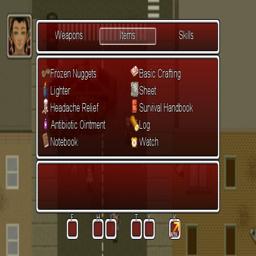 Weapons Items Skills
Frozen Nuggets Basic Crafting
Lighter Sheet
Headache Relief Survival Handbook
Antibiotic Ointment Log
Notebook Watch